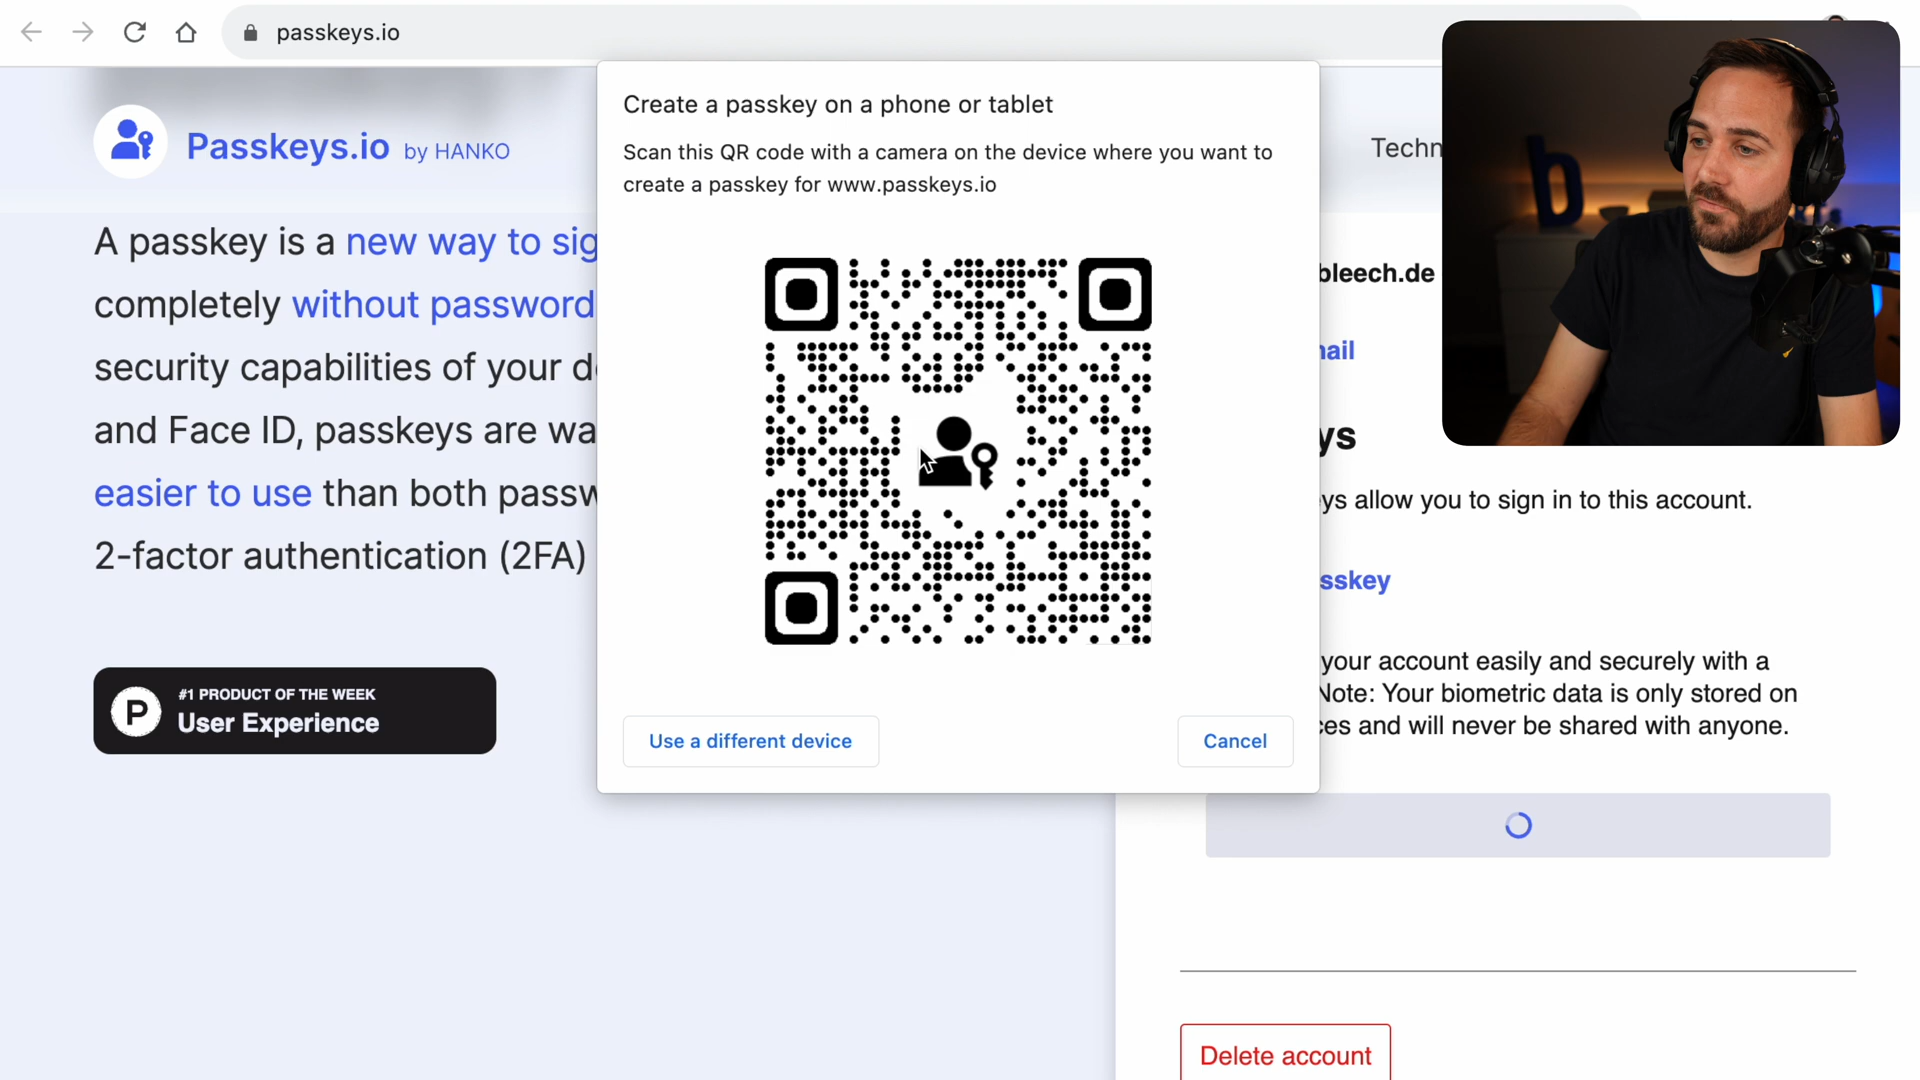 passkeys.io
Passkeys.io by HANKO
Techn
A passkey is a new way to sig
completely without password
security capabilities of your d
and Face ID, passkeys are wa
easier to use than both passw
2-factor authentication (2FA)
P
#1 PRODUCT OF THE WEEK
User Experience
Create a passkey on a phone or tablet
Scan this QR code with a camera on the device where you want to
create a passkey for www.passkeys.io
Use a different device
Cancel
bleech.de
ail
ys
ys allow you to sign in to this account.
sskey
your account easily and securely with a
Note: Your biometric data is only stored on
ces and will never be shared with anyone.
Delete account
b